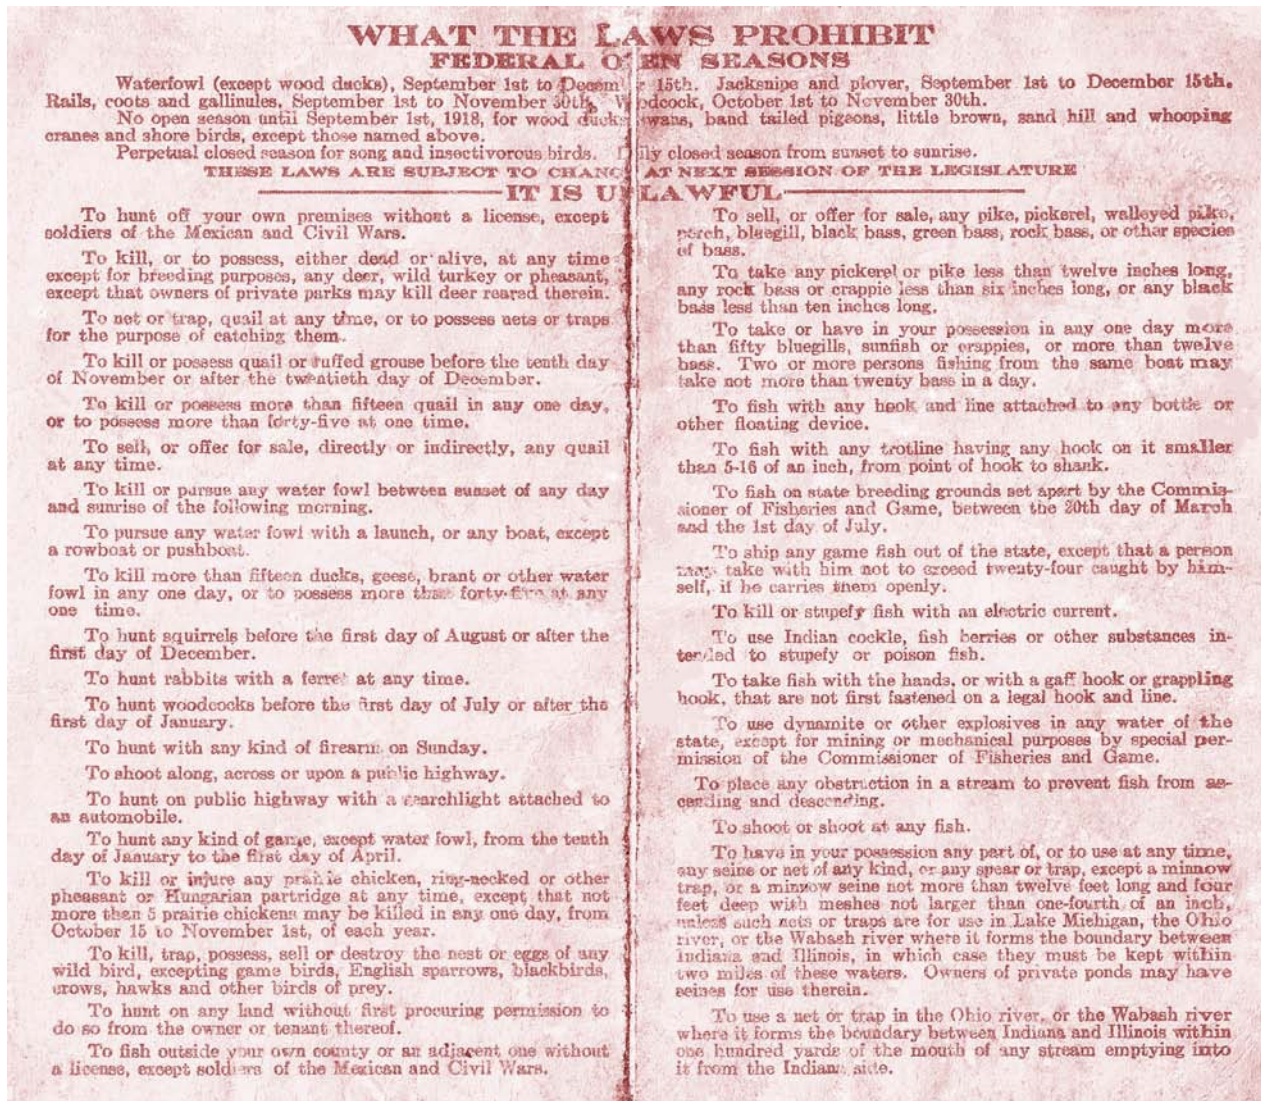 WHAT THE LAWS PROHIBIT
FEDERAL OPEN SEASONS
Waterfowl (except wood ducks), September 1st to December 15th. Jacksnipe and plover, September 1st to December 15th.
Rails, coots and gallinules, September 1st to November 30th. Woodcock, October 1st to November 30th.
No open season until September 1st, 1918, for wood ducks, swans, band tailed pigeons, little brown, sand hill and whooping
cranes and shore birds, except those named above.
Perpetual closed season for song and insectivorous birds. Daily closed season from sunset to sunrise.
THESE LAWS ARE SUBJECT TO CHANGE AT NEXT SESSION OF THE LEGISLATURE
IT IS UNLAWFUL
To hunt off your own premises without a license, except
soldiers of the Mexican and Civil Wars.
To kill, or to possess, either dead or alive, at any time
except for breeding purposes, any deer, wild turkey or pheasant,
except that owners of private parks may kill deer reared therein.
To net or trap, quail at any time, or to possess nets or traps
for the purpose of catching them.
To kill or possess quail or ruffed grouse before the tenth day
of November or after the twentieth day of December.
To kill or possess more than fifteen quail in any one day,
or to possess more than forty-five at one time.
To sell, or offer for sale, directly or indirectly, any quail
at any time.
To kill or pursue any water fowl between sunset of any day
and sunrise of the following morning.
To pursue any water fowl with a launch, or any boat, except
a rowboat or pushboat.
To kill more than fifteen ducks, geese, brant or other water
fowl in any one day, or to possess more than forty-five at any
one time.
To hunt squirrels before the first day of August or after the
first day of December.
To hunt rabbits with a ferret at any time.
To hunt woodcocks before the first day of July or after the
first day of January.
To hunt with any kind of firearm on Sunday.
To shoot along, across or upon a public highway.
To hunt on public highway with a searchlight attached to
an automobile.
To hunt any kind of game, except water fowl, from the tenth
day of January to the first day of April.
To kill or injure any prairie chicken, ring-necked or other
pheasant or Hungarian partridge at any time, except that not
more than 5 prairie chickens may be killed in any one day, from
October 15 to November 1st, of each year.
To kill, trap, possess, sell or destroy the nest or eggs of any
wild bird, excepting game birds, English sparrows, blackbirds,
crows, hawks and other birds of prey.
To hunt on any land without first procuring permission to
do so from the owner or tenant thereof.
To fish outside your own county or an adjacent one without
a license, except soldiers of the Mexican and Civil Wars.
To sell, or offer for sale, any pike, pickerel, walleyed pike,
perch, bluegill, black bass, green bass, rock bass, or other species
of bass.
To take any pickerel or pike less than twelve inches long,
any rock bass or crappie less than six inches long, or any black
bass less than ten inches long.
To take or have in your possession in any one day more
than fifty bluegills, sunfish or crappies, or more than twelve
bass. Two or more persons fishing from the same boat may
take not more than twenty bass in a day.
To fish with any hook and line attached to any bottle or
other floating device.
To fish with any trotline having any hook on it smaller
than 5-16 of an inch, from point of hook to shank.
To fish on state breeding grounds set apart by the Commis-
sioner of Fisheries and Game, between the 20th day of March
and the 1st day of July.
To ship any game fish out of the state, except that a person
may take with him not to exceed twenty-four caught by him-
self, if he carries them openly.
To kill or stupefy fish with an electric current.
To use Indian cockle, fish berries or other substances in-
tended to stupefy or poison fish.
To take fish with the hands, or with a gaff hook or grappling
hook, that are not first fastened on a legal hook and line.
To use dynamite or other explosives in any water of the
state, except for mining or mechanical purposes by special per-
mission of the Commissioner of Fisheries and Game.
To place any obstruction in a stream to prevent fish from as-
cending and descending.
To shoot or shoot at any fish.
To have in your possession any part of, or to use at any time,
any seine or net of any kind, or any spear or trap, except a minnow
trap, or a minnow seine not more than twelve feet long and four
feet deep with meshes not larger than one-fourth of an inch,
unless such nets or traps are for use in Lake Michigan, the Ohio
river, or the Wabash river where it forms the boundary between
Indiana and Illinois, in which case they must be kept within
two miles of these waters. Owners of private ponds may have
seines for use therein.
To use a net or trap in the Ohio river, or the Wabash river
where it forms the boundary between Indiana and Illinois within
one hundred yards of the mouth of any stream emptying into
it from the Indiana side.